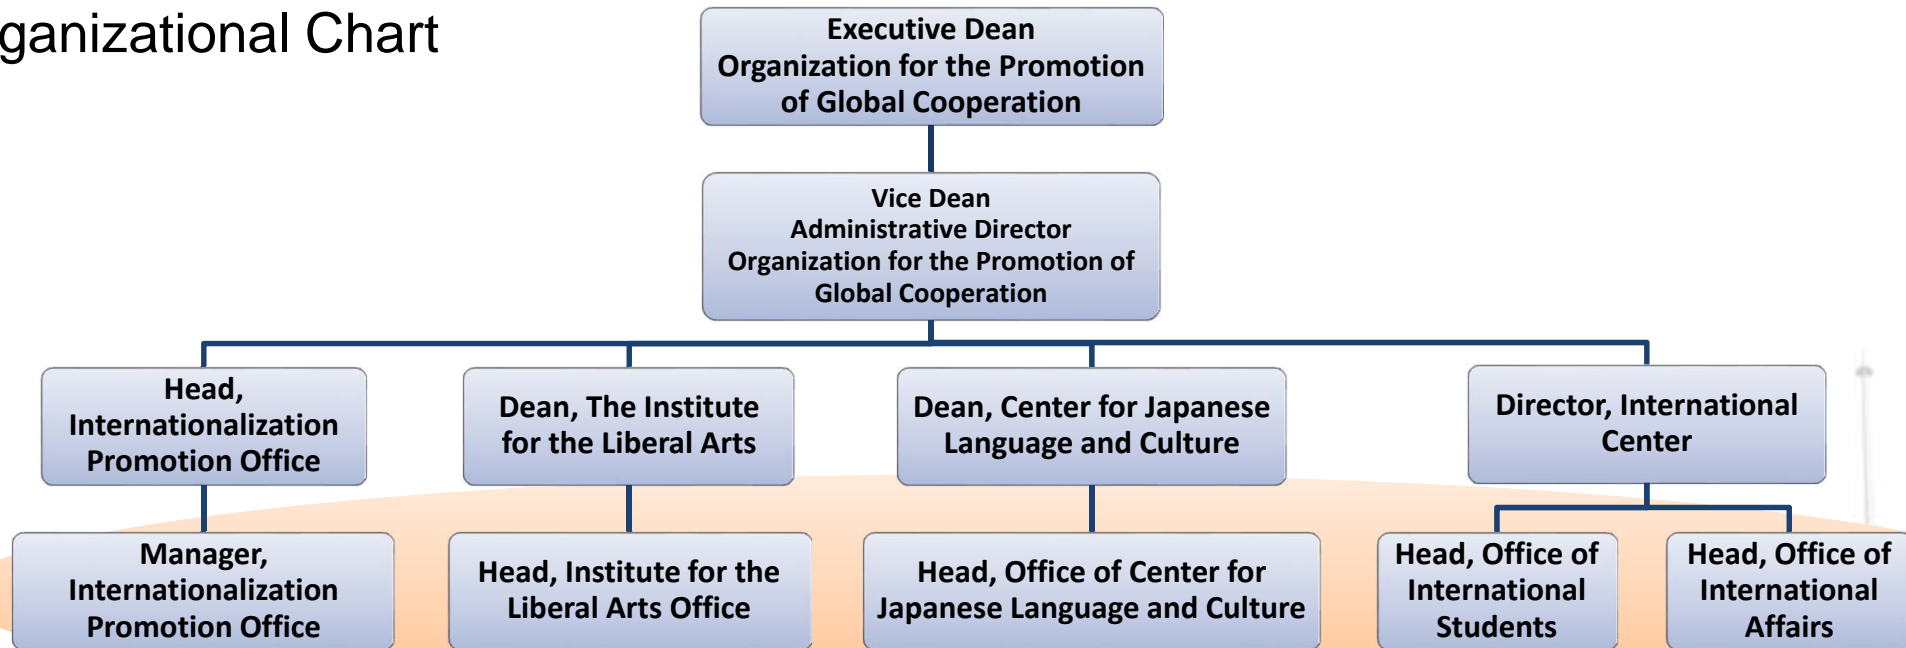 ganizational Chart
Executive Dean
Organization for the Promotion
of Global Cooperation
Vice Dean
Administrative Director
Organization for the Promotion of
Global Cooperation
Head,
Internationalization
Promotion Office
Dean, The Institute
for the Liberal Arts
Dean, Center for Japanese
Language and Culture
Director, International
Center
Manager,
Internationalization
Promotion Office
Head, Institute for the
Liberal Arts Office
Head, Office of Center for
Japanese Language and Culture
Head, Office of
International
Students
Head, Office of
International
Affairs